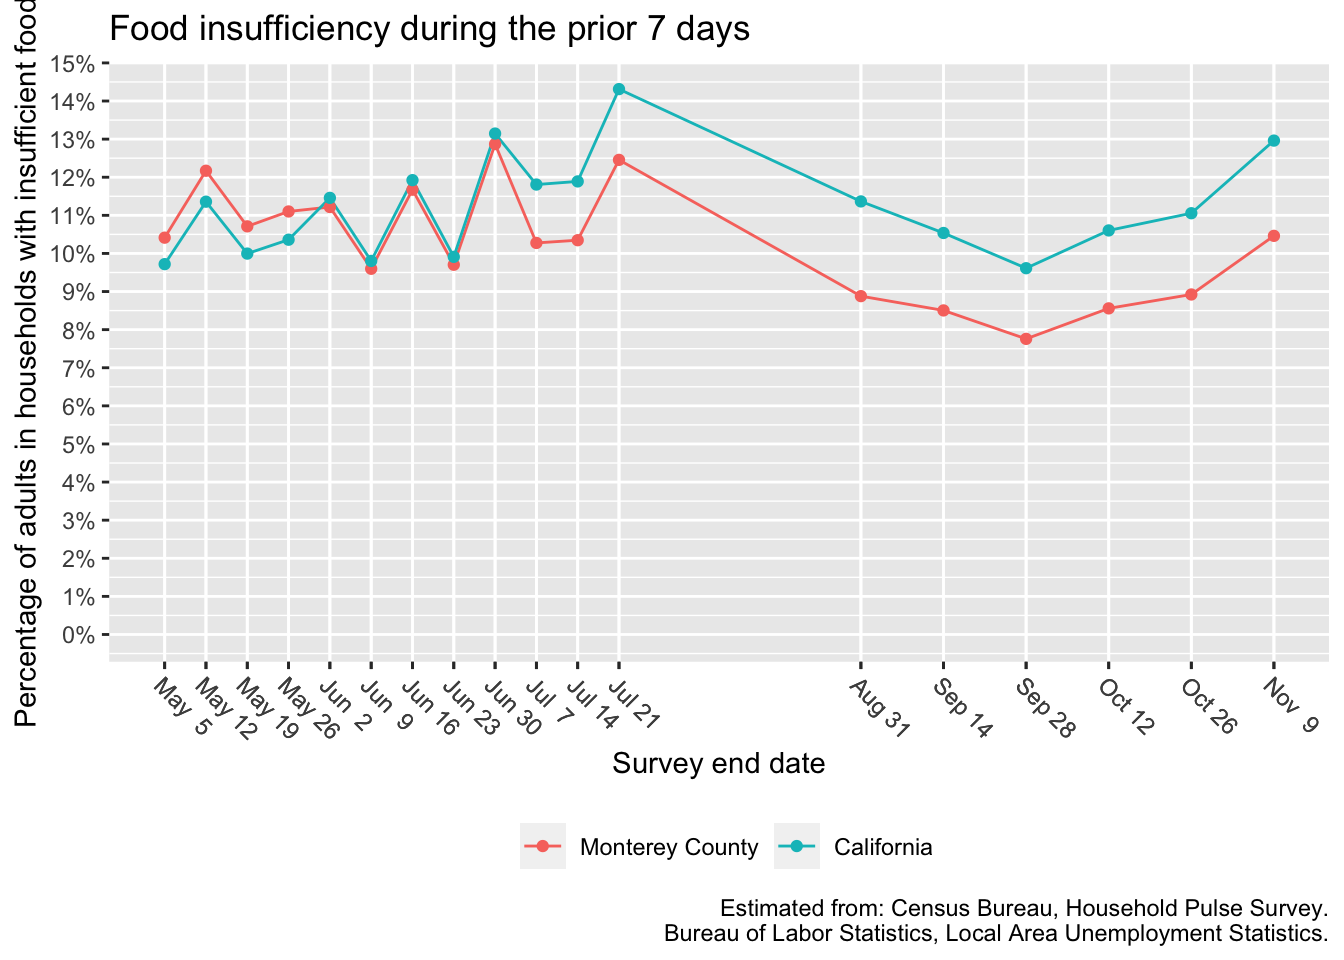 Food insufficiency during the prior 7 days
Percentage of adults in households with insufficient food
15%
14%
13%
12%
11%
10%
9%
8%
7%
6%
5%
4%
3%
2%
1%
0%
May 5
May 12
May 19
May 26
Jun 2
Jun 9
Jun 16
Jun 23
Jun 30
Jul 7
Jul 14
Jul 21
Aug 31
Sep 14
Sep 28
Oct 12
Oct 26
Nov 9
Survey end date
Monterey County
California
Estimated from: Census Bureau, Household Pulse Survey.
Bureau of Labor Statistics, Local Area Unemployment Statistics.